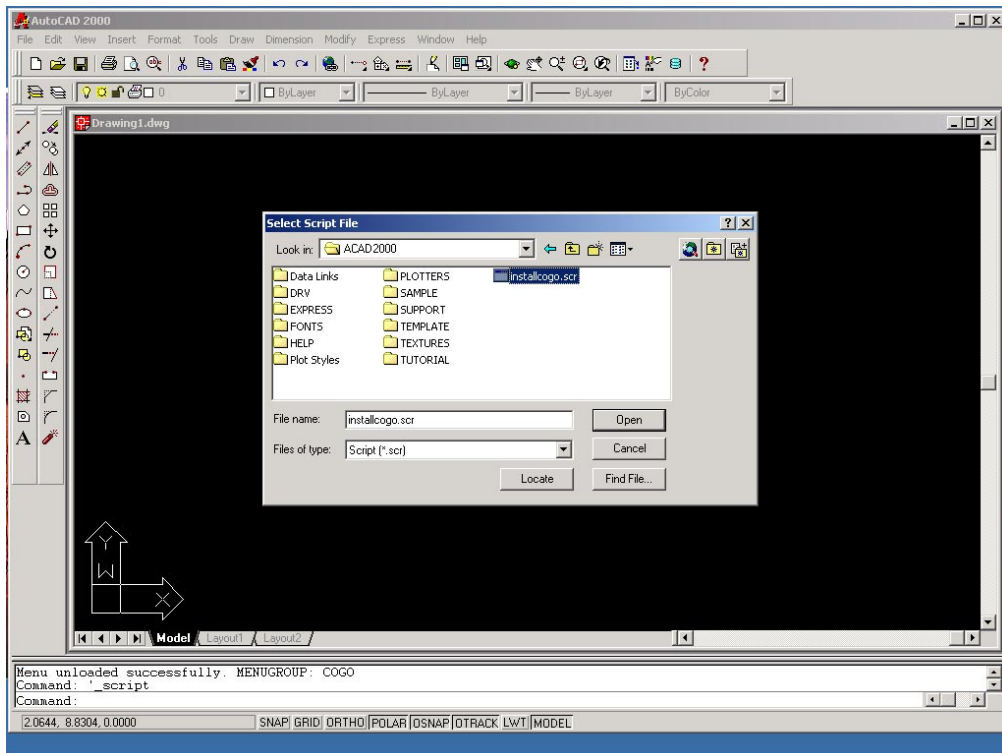 AutoCAD 2000
File Edit View Insert Format Tools Draw Dimension Modify Express Window Help
0 ByLayer ByLayer ByLayer ByColor
Drawing1.dwg
Select Script File
Look in: ACAD2000
Data Links PLOTTERS installcogo.scr
DRV SAMPLE
EXPRESS SUPPORT
FONTS TEMPLATE
HELP TEXTURES
Plot Styles TUTORIAL
File name: installcogo.scr Open
Files of type: Script (*.scr) Cancel
Locate Find File...
Y
W
X
Model Layout1 Layout2
Menu unloaded successfully. MENUGROUP: COGO
Command: '_script
Command:
2.0644, 8.8304, 0.0000 SNAP GRID ORTHO POLAR OSNAP OTRACK LWT MODEL